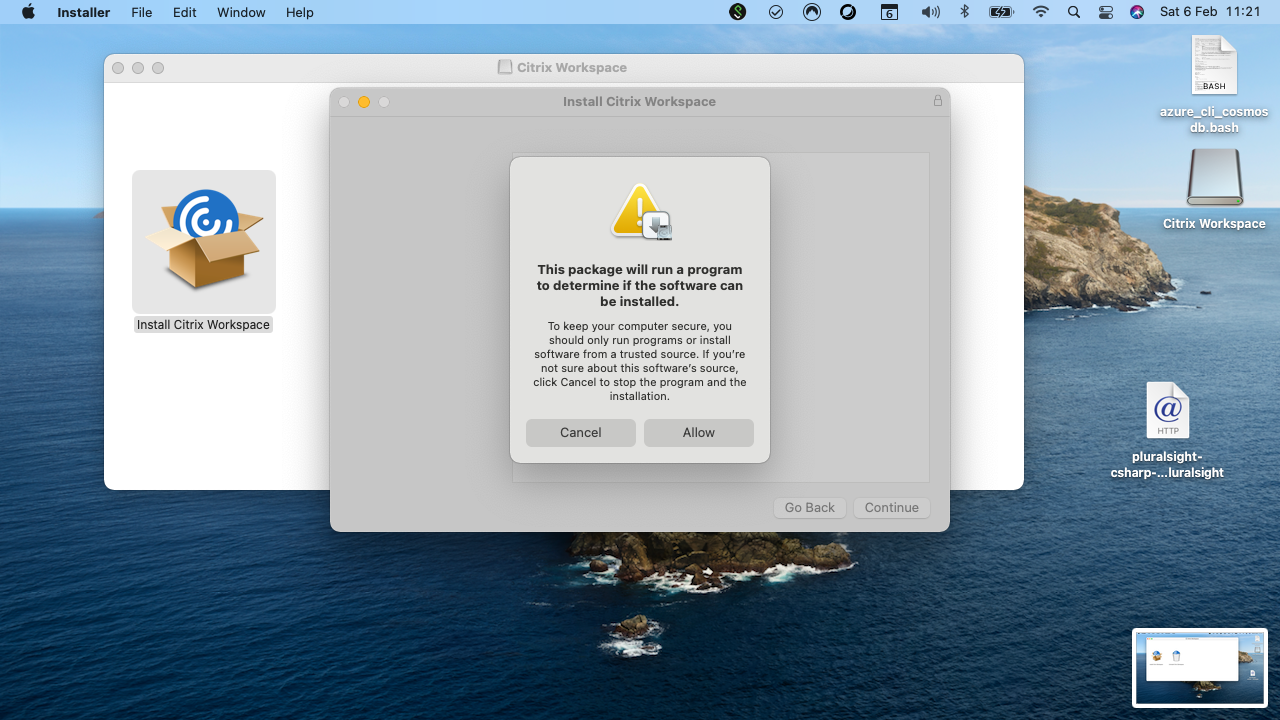 Installer File Edit Window Help
6
Sat 6 Feb 11:21
Citrix Workspace
Install Citrix Workspace
Install Citrix Workspace
This package will run a program
to determine if the software can
be installed.
To keep your computer secure, you
should only run programs or install
software from a trusted source. If you're
not sure about this software's source,
click Cancel to stop the program and the
installation.
Cancel
Allow
Go Back
Continue
BASH
azure_cli_cosmos
db.bash
Citrix Workspace
HTTP
pluralsight-
csharp-...luralsight